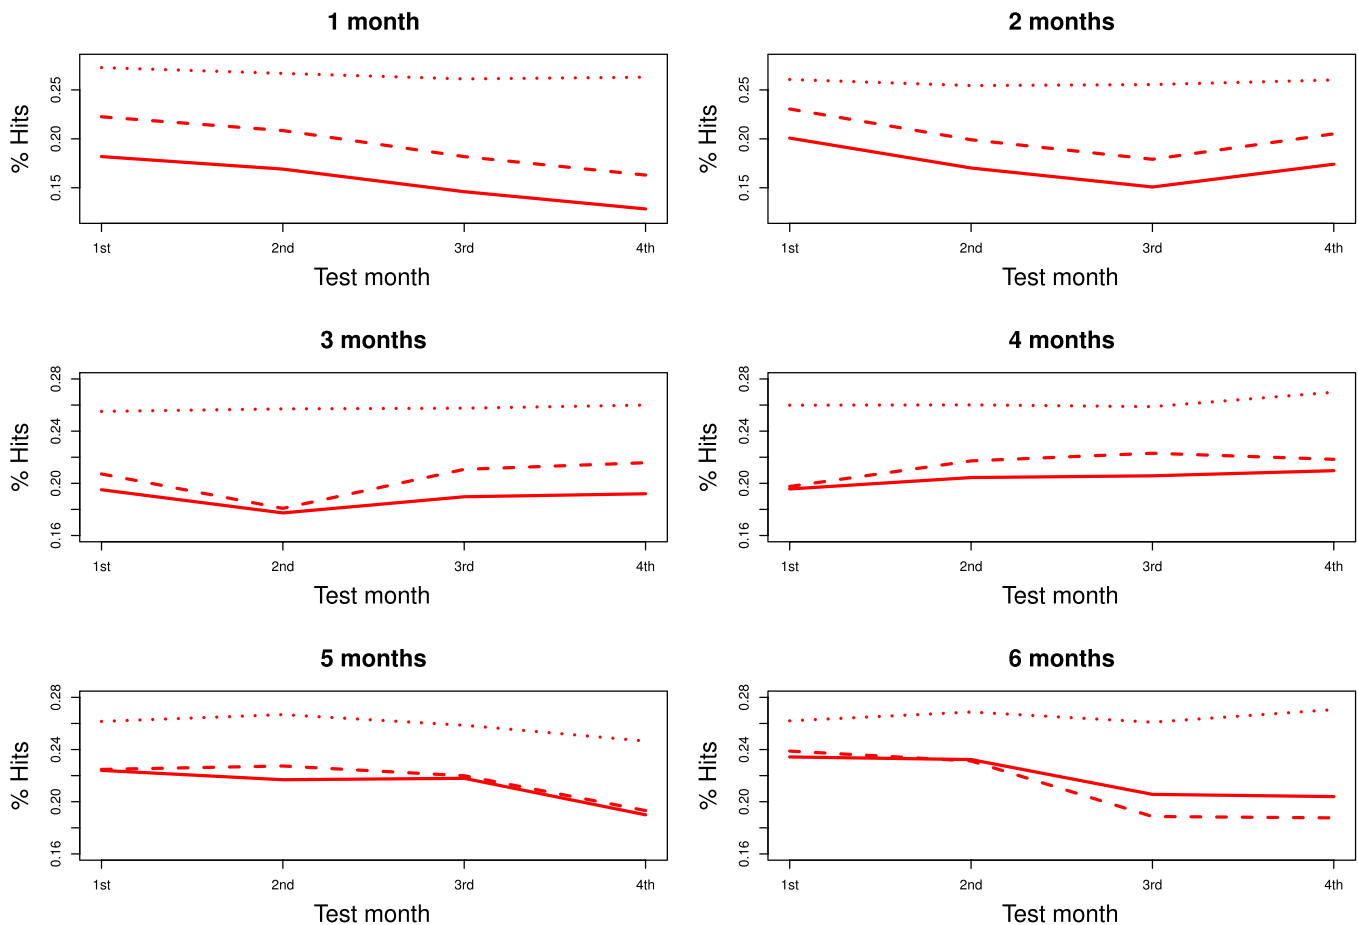 1 month
% Hits
0.25
0.20
0.15
1st 2nd 3rd 4th
Test month
2 months
% Hits
0.25
0.20
0.15
1st 2nd 3rd 4th
Test month
3 months
% Hits
0.28
0.24
0.20
0.16
1st 2nd 3rd 4th
Test month
4 months
% Hits
0.28
0.24
0.20
0.16
1st 2nd 3rd 4th
Test month
5 months
% Hits
0.28
0.24
0.20
0.16
1st 2nd 3rd 4th
Test month
6 months
% Hits
0.28
0.24
0.20
0.16
1st 2nd 3rd 4th
Test month